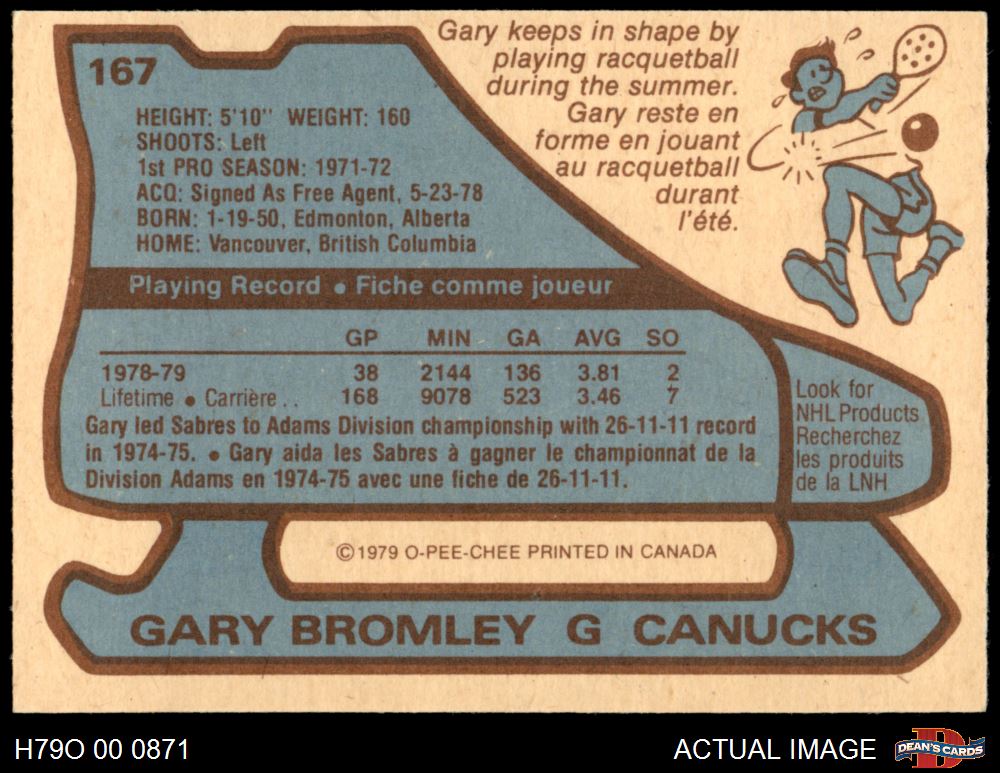 167
HEIGHT: 5'10" WEIGHT: 160
SHOOTS: Left
1st PRO SEASON: 1971-72
ACQ: Signed As Free Agent, 5-23-78
BORN: 1-19-50, Edmonton, Alberta
HOME: Vancouver, British Columbia
Gary keeps in shape by
playing racquetball
during the summer.
Gary reste en
forme en jouant
au racquetball
durant
l'été.
Playing Record • Fiche comme joueur
GP MIN GA AVG SO
1978-79 38 2144 136 3.81 2
Lifetime • Carrière . . 168 9078 523 3.46 7
Gary led Sabres to Adams Division championship with 26-11-11 record
in 1974-75. • Gary aida les Sabres à gagner le championnat de la
Division Adams en 1974-75 avec une fiche de 26-11-11.
Look for
NHL Products
Recherchez
les produits
de la LNH
©1979 O-PEE-CHEE PRINTED IN CANADA
GARY BROMLEY G CANUCKS
H79O 00 0871
ACTUAL IMAGE
DEAN'S CARDS